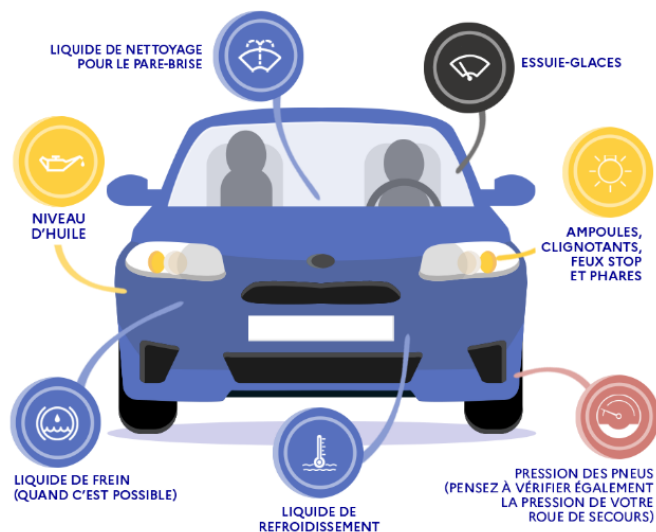 LIQUIDE DE NETTOYAGE
POUR LE PARE-BRISE
ESSUIE-GLACES
NIVEAU
D'HUILE
AMPOULES,
CLIGNOTANTS,
FEUX STOP
ET PHARES
LIQUIDE DE FREIN
(QUAND C'EST POSSIBLE)
LIQUIDE DE
REFROIDISSEMENT
PRESSION DES PNEUS
(PENSEZ À VÉRIFIER ÉGALEMENT
LA PRESSION DE VOTRE
ROUE DE SECOURS)